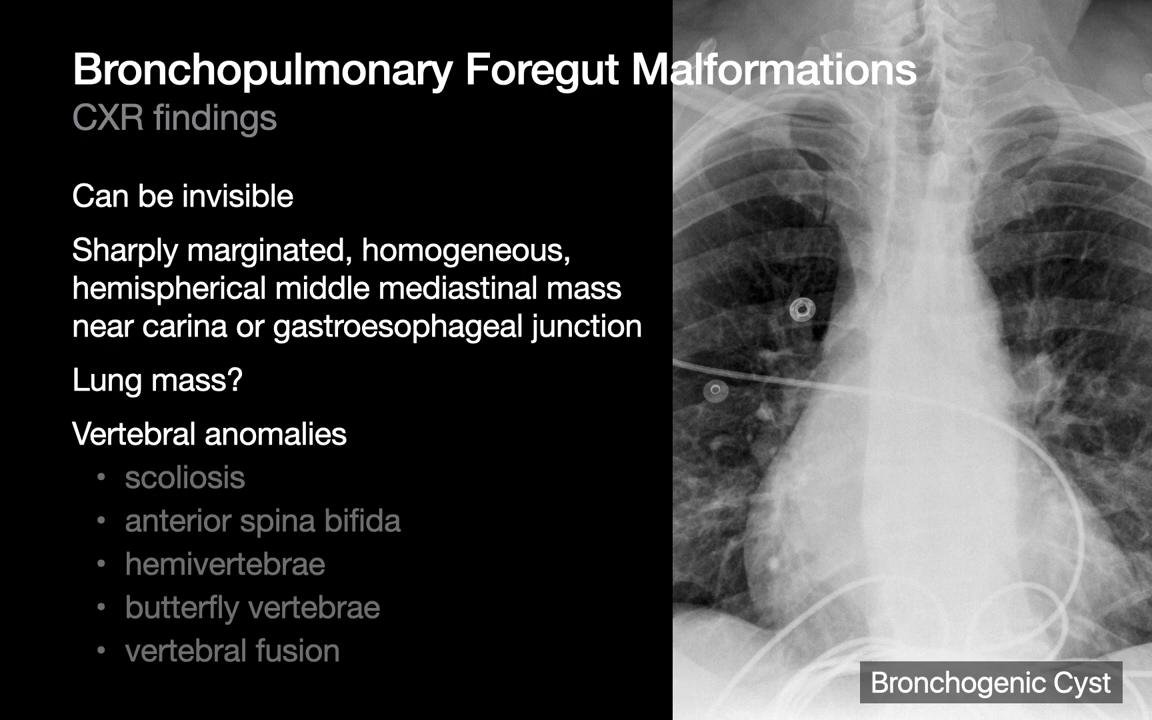 Bronchopulmonary Foregut Malformations
CXR findings
Can be invisible
Sharply marginated, homogeneous,
hemispherical middle mediastinal mass
near carina or gastroesophageal junction
Lung mass?
Vertebral anomalies
• scoliosis
• anterior spina bifida
• hemivertebrae
• butterfly vertebrae
• vertebral fusion
Bronchogenic Cyst